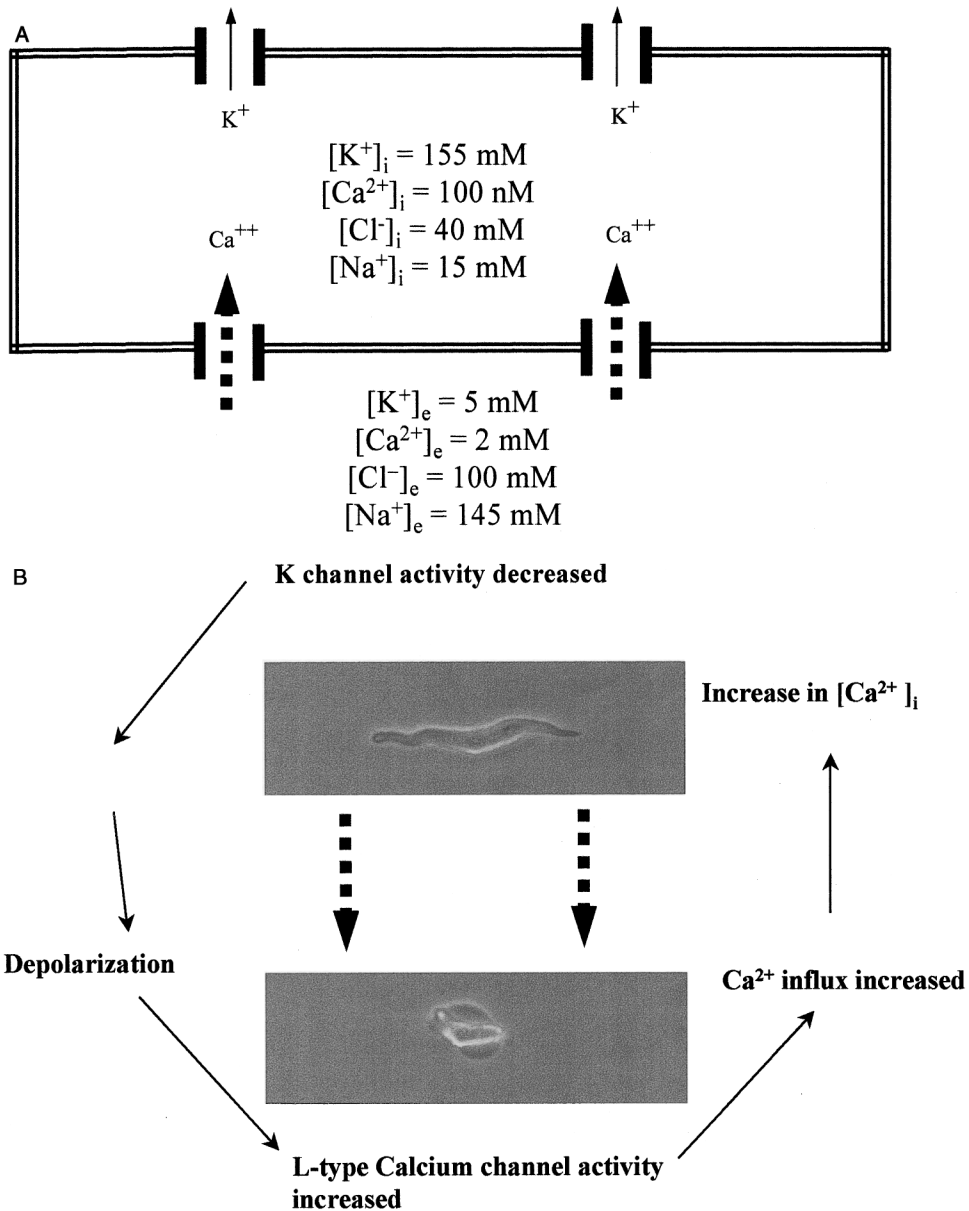 A
K⁺
K⁺
[K⁺]ᵢ = 155 mM
[Ca²⁺]ᵢ = 100 nM
[Cl⁻]ᵢ = 40 mM
[Na⁺]ᵢ = 15 mM
Ca⁺⁺
Ca⁺⁺
[K⁺]ₑ = 5 mM
[Ca²⁺]ₑ = 2 mM
[Cl⁻]ₑ = 100 mM
[Na⁺]ₑ = 145 mM
B
K channel activity decreased
Increase in [Ca²⁺ ]ᵢ
Depolarization
Ca²⁺ influx increased
L-type Calcium channel activity
increased